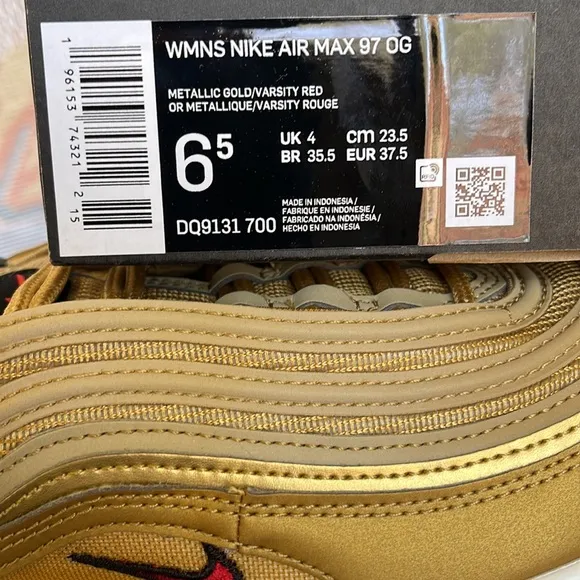 WMNS NIKE AIR MAX 97 OG
METALLIC GOLD/VARSITY RED
OR METALLIQUE/VARSITY ROUGE
6⁵
UK 4 cm 23.5
BR 35.5 EUR 37.5
DQ9131 700
MADE IN INDONESIA /
FABRIQUE EN INDONESIE /
FABRICADO NA INDONÉSIA /
HECHO EN INDONESIA
1 96153 74321 2 15